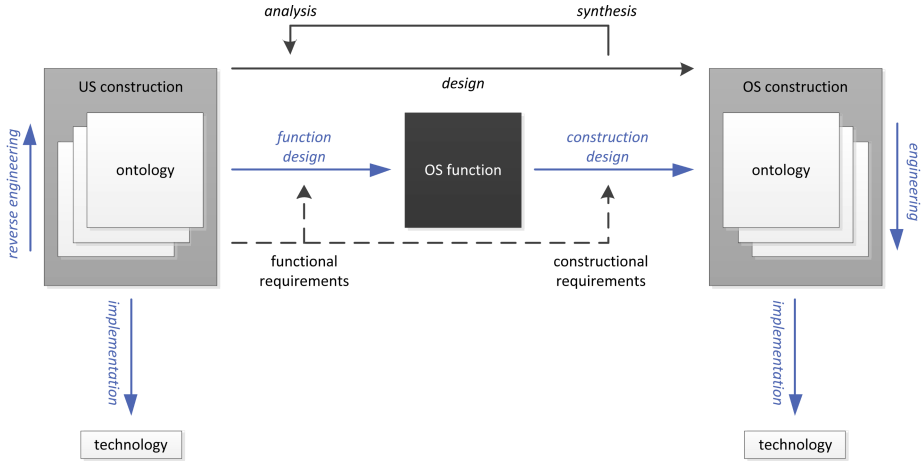 analysis
synthesis
design
US construction
OS construction
reverse engineering
ontology
function
design
OS function
construction
design
ontology
engineering
functional
requirements
constructional
requirements
implementation
implementation
technology
technology